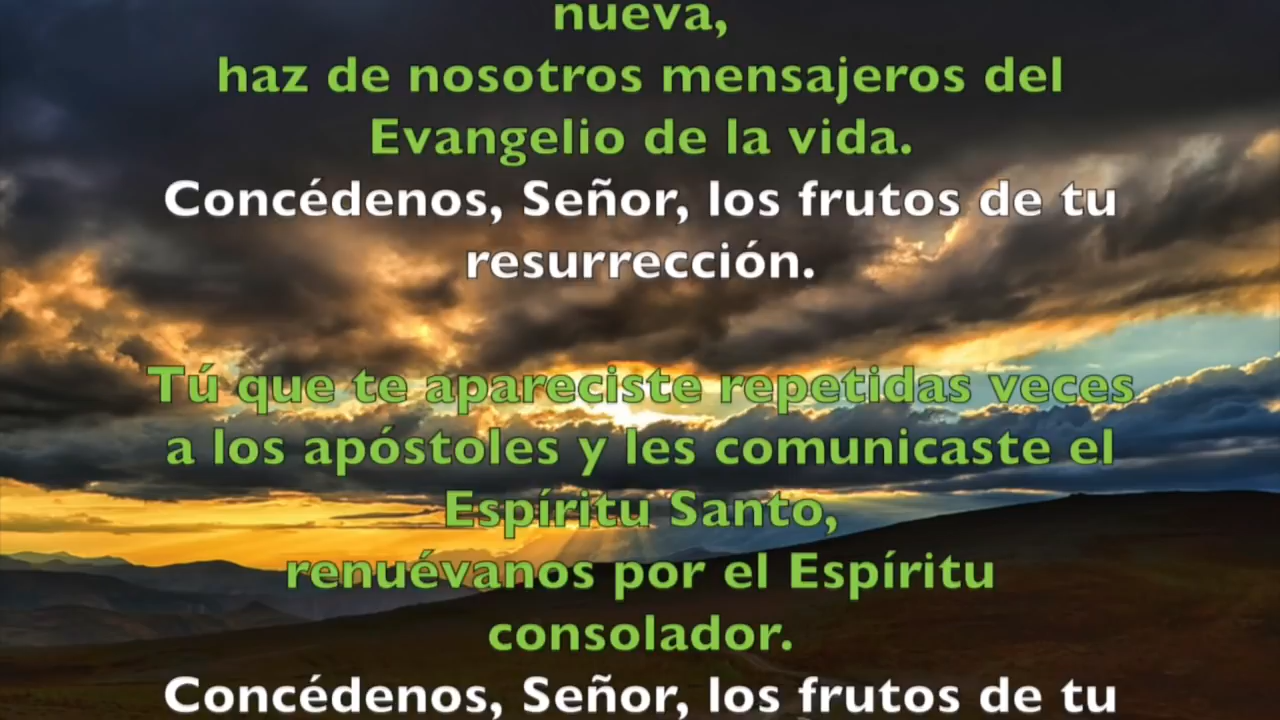 nueva,
haz de nosotros mensajeros del
Evangelio de la vida.
Concédenos, Señor, los frutos de tu
resurrección.
Tú que te apareciste repetidas veces
a los apóstoles y les comunicaste el
Espíritu Santo,
renuévanos por el Espíritu
consolador.
Concédenos, Señor, los frutos de tu